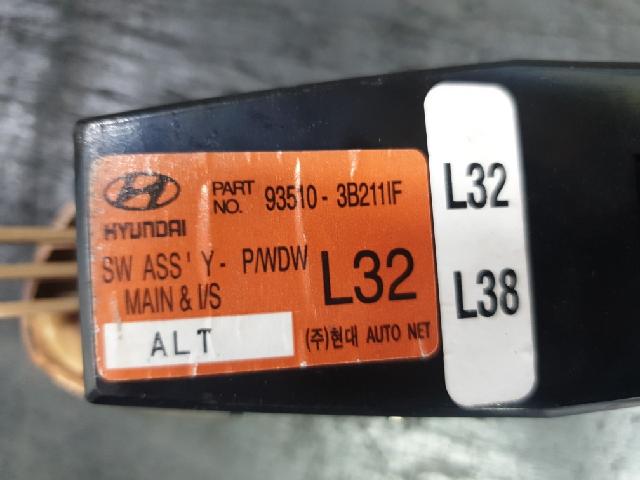 HYUNDAI
PART NO. 93510 - 3B211IF
SW ASS'Y - P/WDW
MAIN & I/S
L32
ALT
(주)현대 AUTO NET
L32
L38